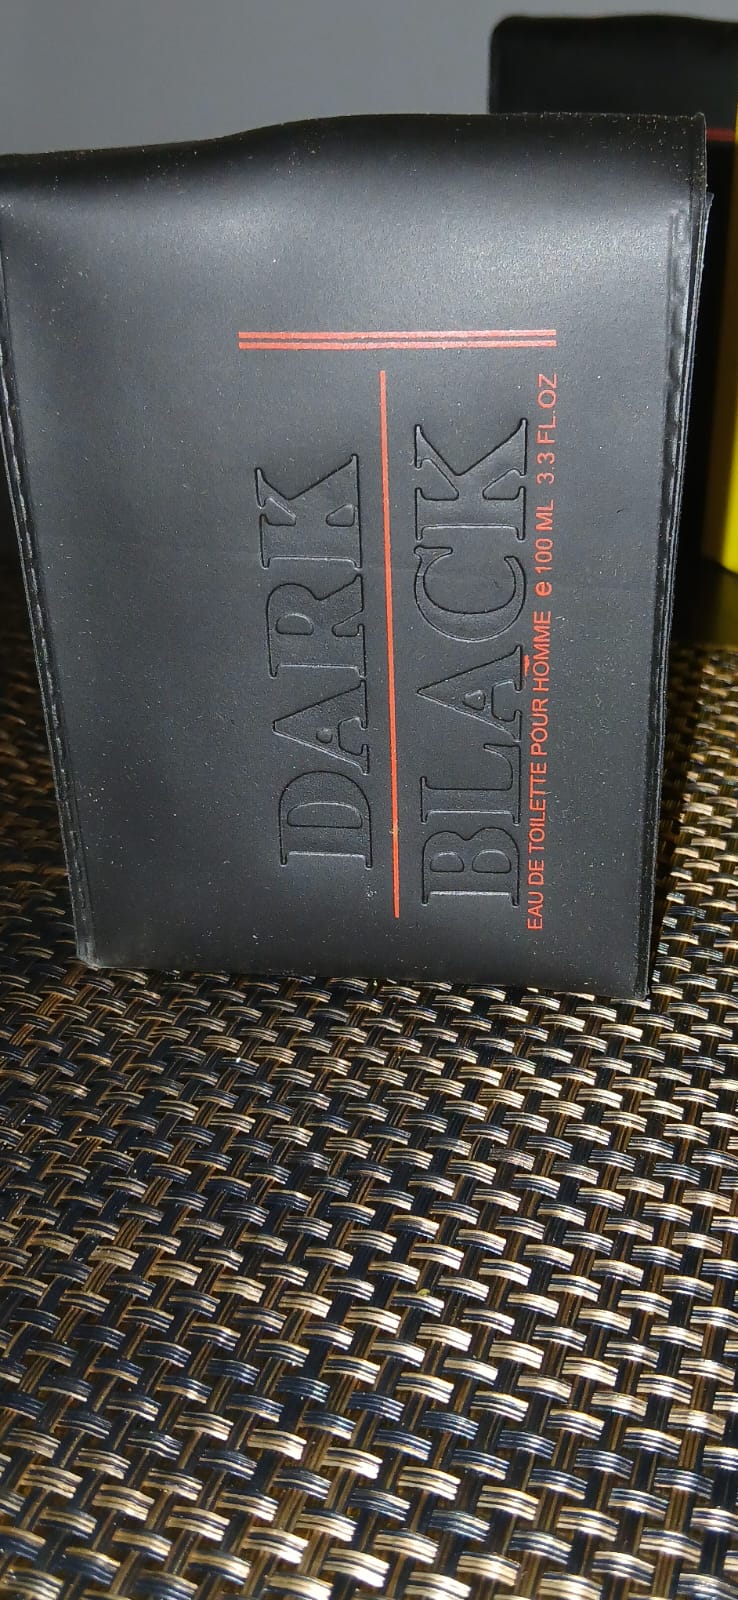 DARK
BLACK
EAU DE TOILETTE POUR HOMME e 100 ML 3.3 FL.OZ